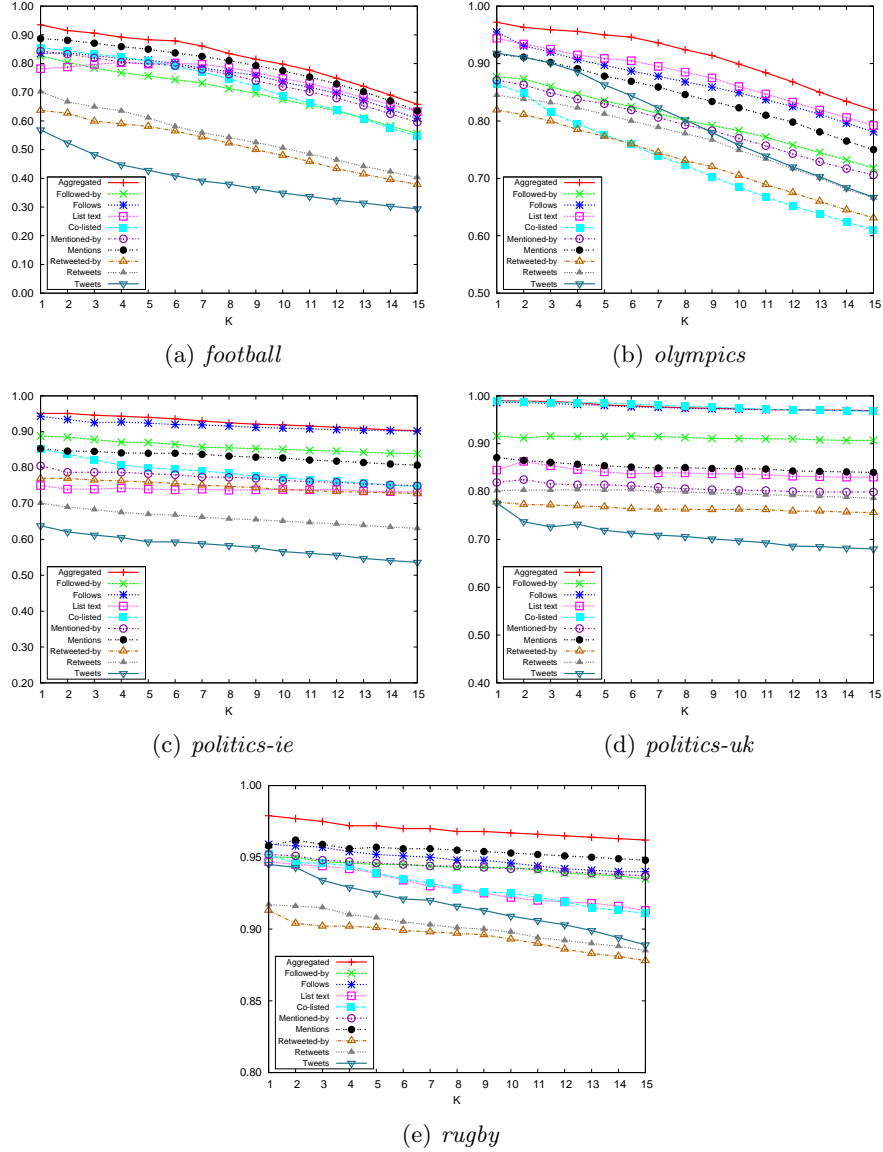 1.00
0.90
0.80
0.70
0.60
0.50
0.40
0.30
0.20
0.10
0.00
Aggregated
Followed-by
Follows
List text
Co-listed
Mentioned-by
Mentions
Retweeted-by
Retweets
Tweets
1 2 3 4 5 6 7 8 9 10 11 12 13 14 15
K
(a) football
1.00
0.90
0.80
0.70
0.60
0.50
Aggregated
Followed-by
Follows
List text
Co-listed
Mentioned-by
Mentions
Retweeted-by
Retweets
Tweets
1 2 3 4 5 6 7 8 9 10 11 12 13 14 15
K
(b) olympics
1.00
0.90
0.80
0.70
0.60
0.50
0.40
0.30
0.20
Aggregated
Followed-by
Follows
List text
Co-listed
Mentioned-by
Mentions
Retweeted-by
Retweets
Tweets
1 2 3 4 5 6 7 8 9 10 11 12 13 14 15
K
(c) politics-ie
1.00
0.90
0.80
0.70
0.60
0.50
0.40
Aggregated
Followed-by
Follows
List text
Co-listed
Mentioned-by
Mentions
Retweeted-by
Retweets
Tweets
1 2 3 4 5 6 7 8 9 10 11 12 13 14 15
K
(d) politics-uk
1.00
0.95
0.90
0.85
0.80
Aggregated
Followed-by
Follows
List text
Co-listed
Mentioned-by
Mentions
Retweeted-by
Retweets
Tweets
1 2 3 4 5 6 7 8 9 10 11 12 13 14 15
K
(e) rugby